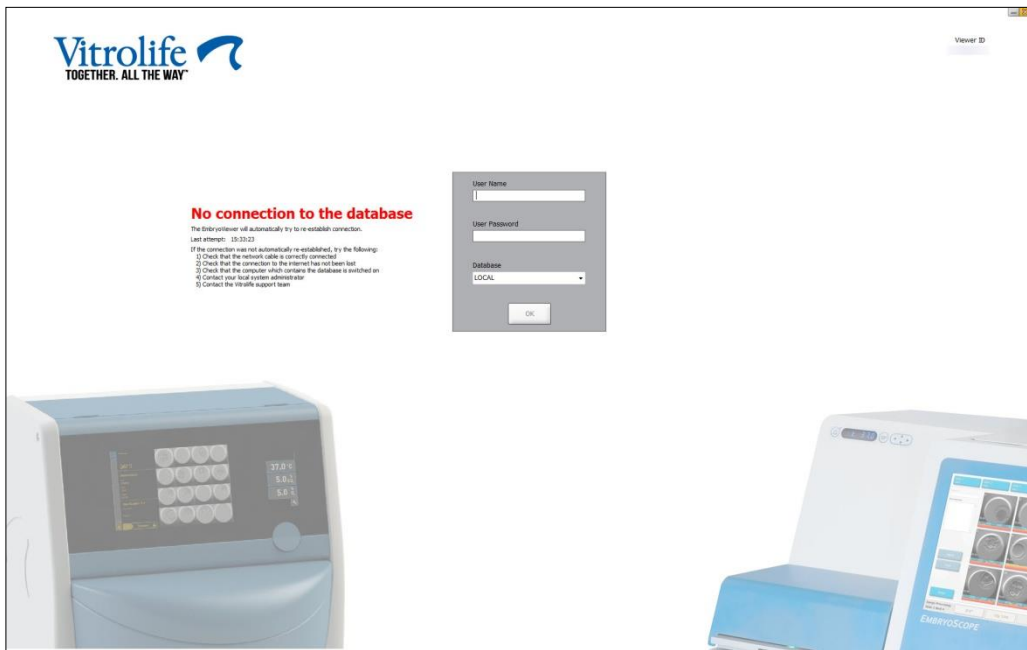 Vitrolife
TOGETHER. ALL THE WAY™
Viewer ID
No connection to the database
The EmbryoViewer will automatically try to re-establish connection.
Last attempt: 15:33:23
If the connection was not automatically re-established, try the following:
1) Check that the network cable is correctly connected
2) Check that the connection to the internet has not been lost
3) Check that the computer which contains the database is switched on
4) Contact your local system administrator
5) Contact the Vitrolife support team
User Name
User Password
Database
LOCAL
OK
37.0 °C
5.0
5.0
EMBRYOSCOPE